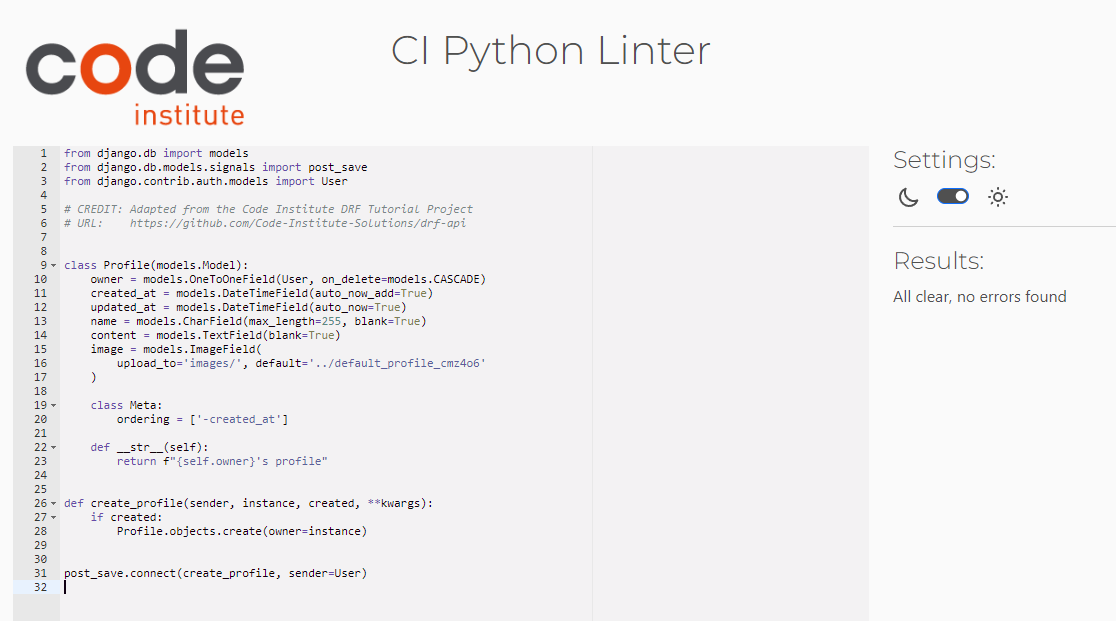 code
institute
CI Python Linter
1 from django.db import models
2 from django.db.models.signals import post_save
3 from django.contrib.auth.models import User
4
5 # CREDIT: Adapted from the Code Institute DRF Tutorial Project
6 # URL:    https://github.com/Code-Institute-Solutions/drf-api
7
8
9 class Profile(models.Model):
10     owner = models.OneToOneField(User, on_delete=models.CASCADE)
11     created_at = models.DateTimeField(auto_now_add=True)
12     updated_at = models.DateTimeField(auto_now=True)
13     name = models.CharField(max_length=255, blank=True)
14     content = models.TextField(blank=True)
15     image = models.ImageField(
16         upload_to='images/', default='../default_profile_cmz4o6'
17     )
18
19     class Meta:
20         ordering = ['-created_at']
21
22     def __str__(self):
23         return f"{self.owner}'s profile"
24
25
26 def create_profile(sender, instance, created, **kwargs):
27     if created:
28         Profile.objects.create(owner=instance)
29
30
31 post_save.connect(create_profile, sender=User)
32
Settings:
Results:
All clear, no errors found